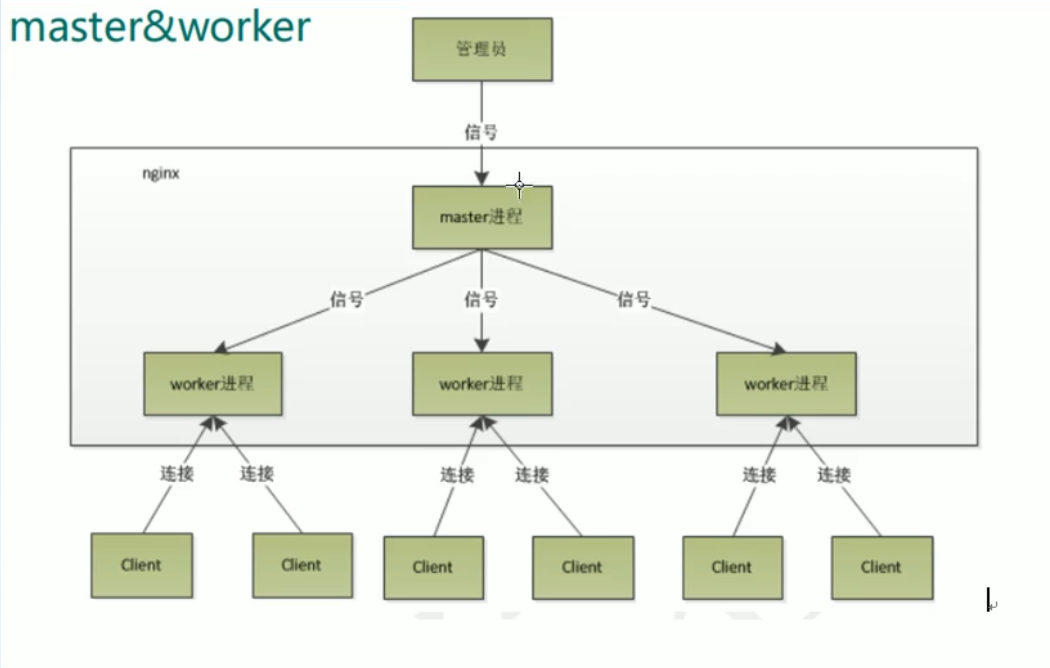 master&worker
管理员
信号
nginx
master进程
信号 信号 信号
worker进程 worker进程 worker进程
连接 连接 连接 连接 连接 连接
Client Client Client Client Client Client